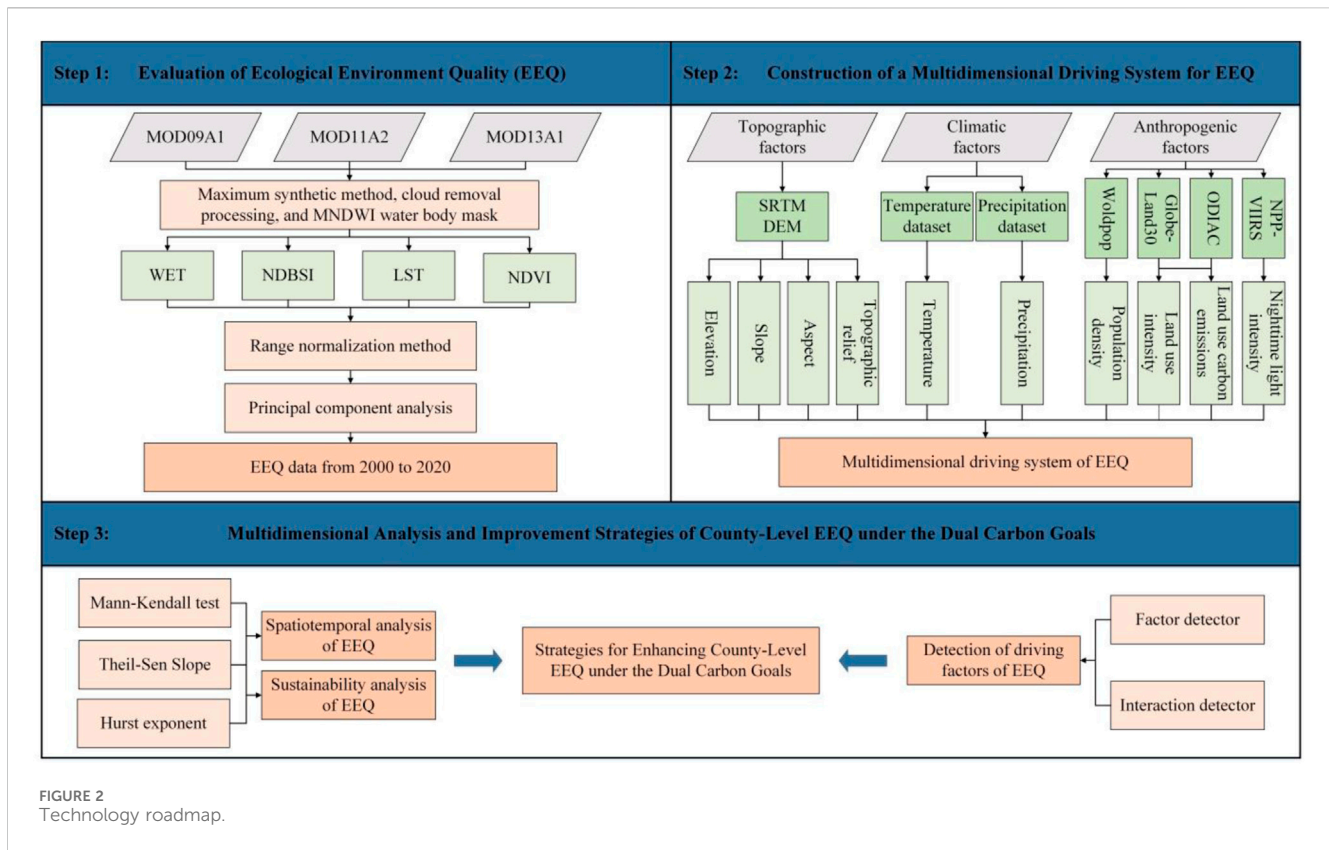 Step 1: Evaluation of Ecological Environment Quality (EEQ)
MOD09A1
MOD11A2
MOD13A1
Maximum synthetic method, cloud removal
processing, and MNDWI water body mask
WET
NDBSI
LST
NDVI
Range normalization method
Principal component analysis
EEQ data from 2000 to 2020
Step 2: Construction of a Multidimensional Driving System for EEQ
Topographic
factors
Climatic
factors
Anthropogenic
factors
SRTM
DEM
Temperature
dataset
Precipitation
dataset
Woldpop
Globe-
Land30
ODIAC
NPP-
VIIRS
Elevation
Slope
Aspect
Topographic
relief
Temperature
Precipitation
Population
density
Land use
intensity
Land use carbon
emissions
Nighttime light
intensity
Multidimensional driving system of EEQ
Step 3: Multidimensional Analysis and Improvement Strategies of County-Level EEQ under the Dual Carbon Goals
Mann-Kendall test
Theil-Sen Slope
Hurst exponent
Spatiotemporal analysis
of EEQ
Sustainability analysis
of EEQ
Strategies for Enhancing County-Level
EEQ under the Dual Carbon Goals
Detection of driving
factors of EEQ
Factor detector
Interaction detector
FIGURE 2
Technology roadmap.